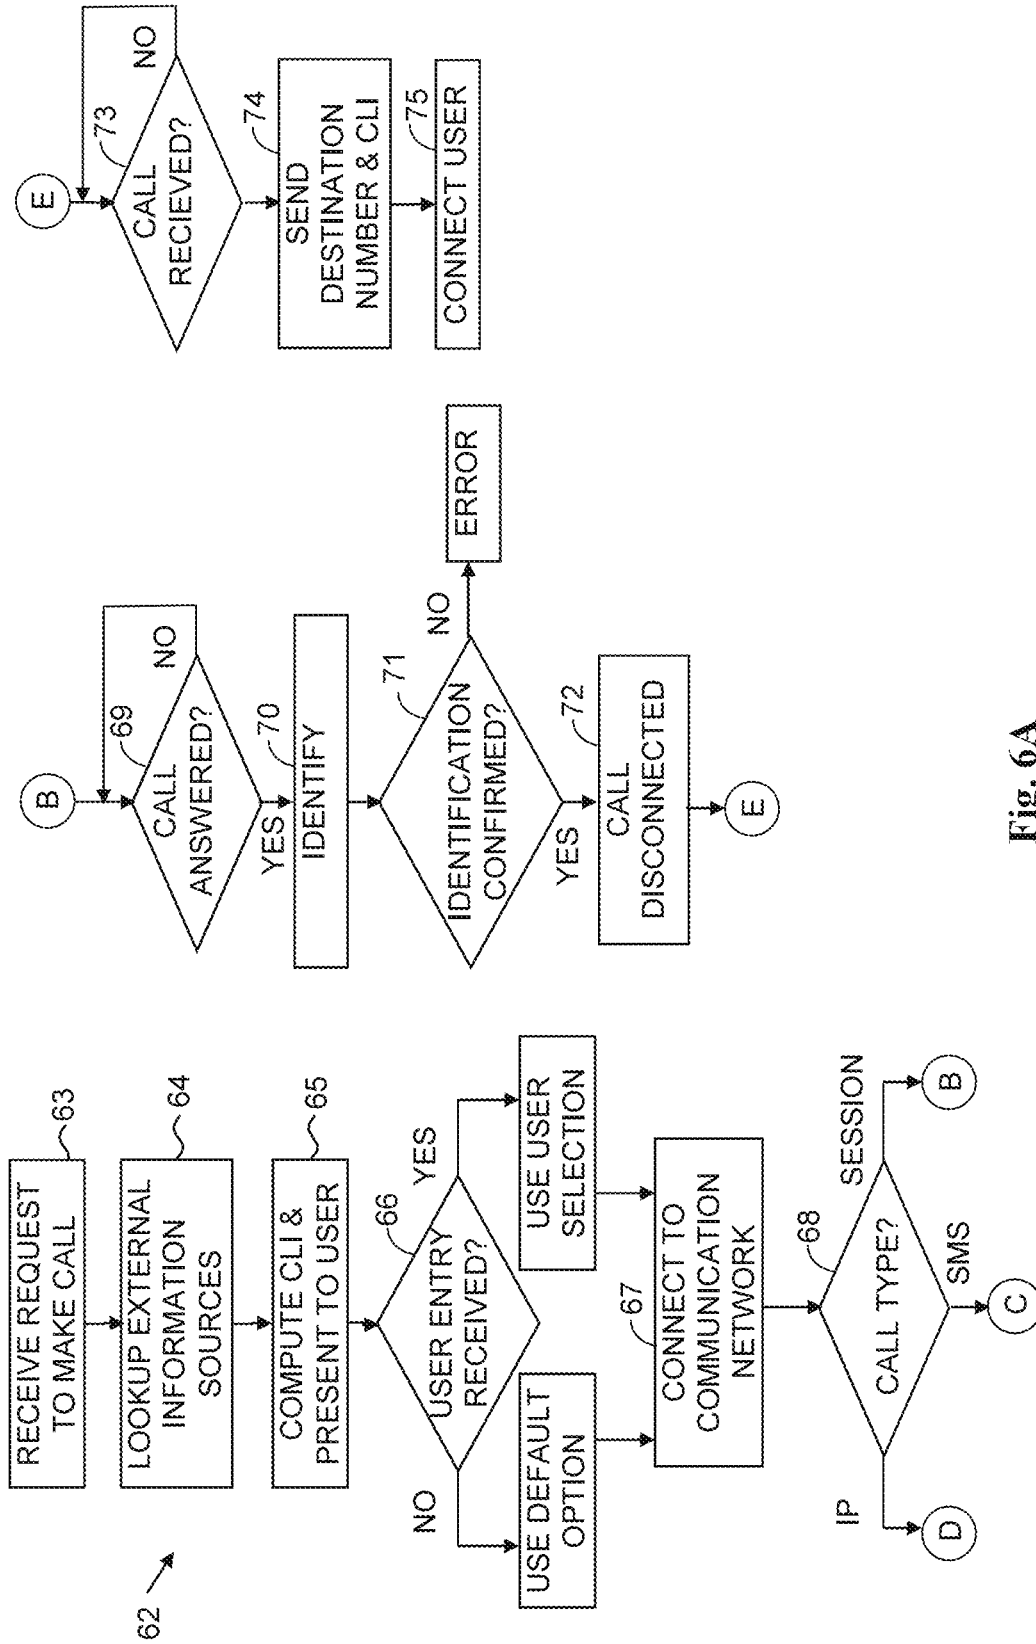 62
RECEIVE REQUEST
TO MAKE CALL
63
LOOKUP EXTERNAL
INFORMATION
SOURCES
64
COMPUTE CLI &
PRESENT TO USER
65
USER ENTRY
RECEIVED?
66
NO
YES
USE DEFAULT
OPTION
USE USER
SELECTION
67
CONNECT TO
COMMUNICATION
NETWORK
68
CALL TYPE?
IP
SMS
SESSION
D
C
B
B
CALL
ANSWERED?
69
NO
YES
70
IDENTIFY
71
IDENTIFICATION
CONFIRMED?
NO
ERROR
YES
72
CALL
DISCONNECTED
E
E
73
CALL
RECIEVED?
NO
74
SEND
DESTINATION
NUMBER & CLI
75
CONNECT USER
Fig. 6A